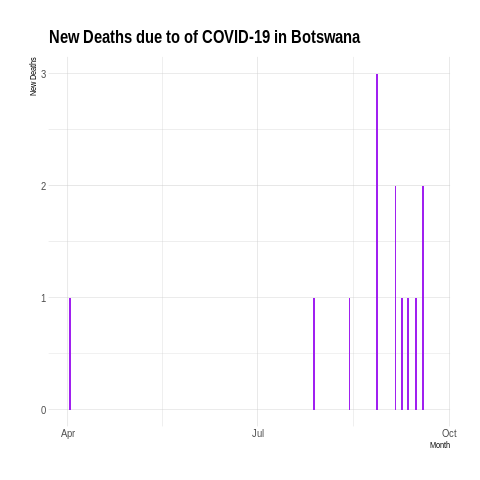 New Deaths due to of COVID-19 in Botswana
New Deaths
3
2
1
0
Apr
Jul
Oct
Month